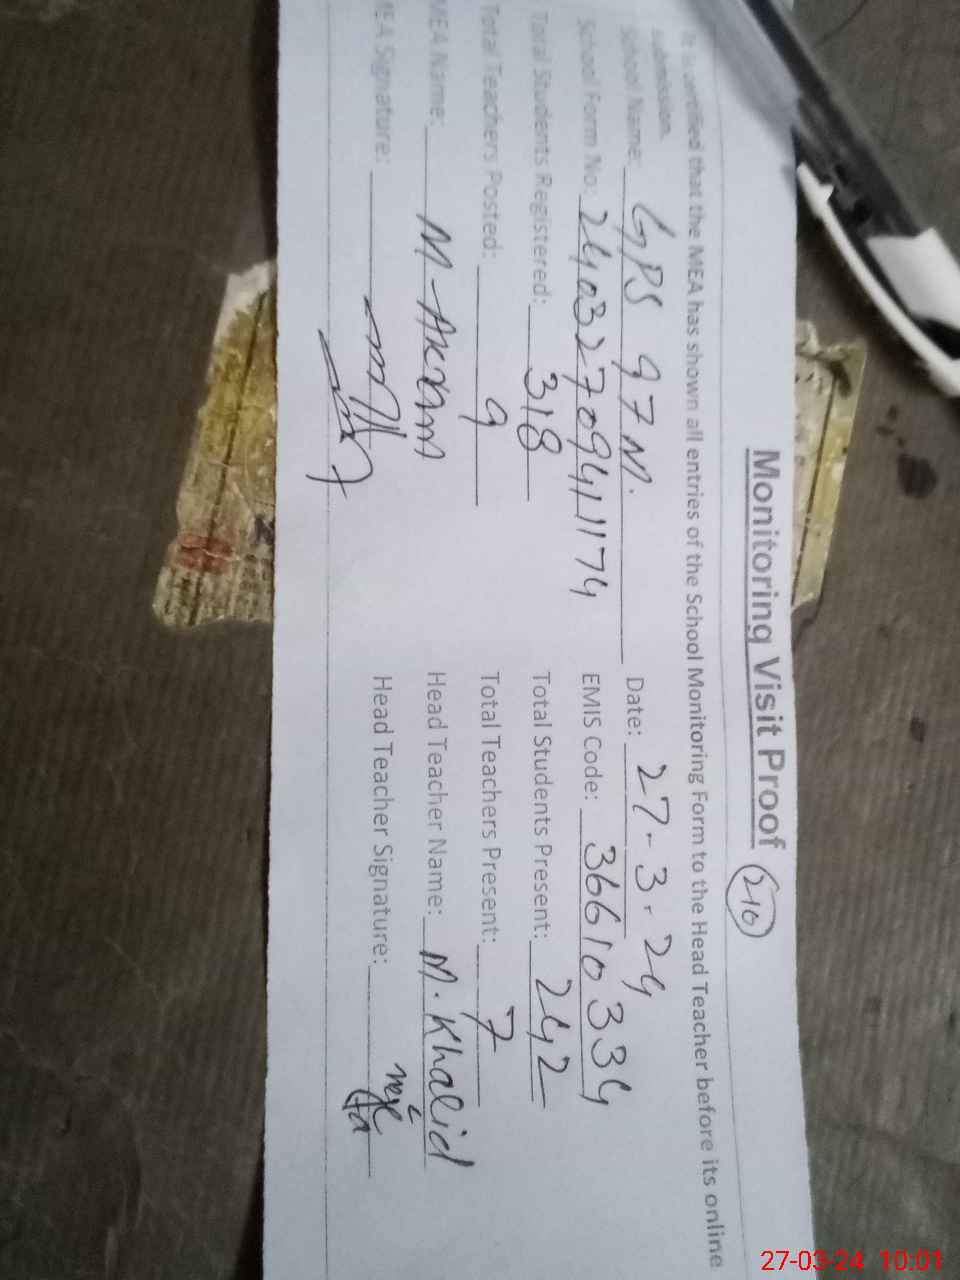 Monitoring Visit Proof 210
It is certified that the MEA has shown all entries of the School Monitoring Form to the Head Teacher before its online
submission.
School Name: GPS 97 M. Date: 27-3-24
School Form No: 24032709411174 EMIS Code: 36610334
Total Students Registered: 318 Total Students Present: 242
Total Teachers Posted: 9 Total Teachers Present: 7
MEA Name: M-Akram Head Teacher Name: M. Khalid
MEA Signature: Head Teacher Signature:
27-03-24 10:01